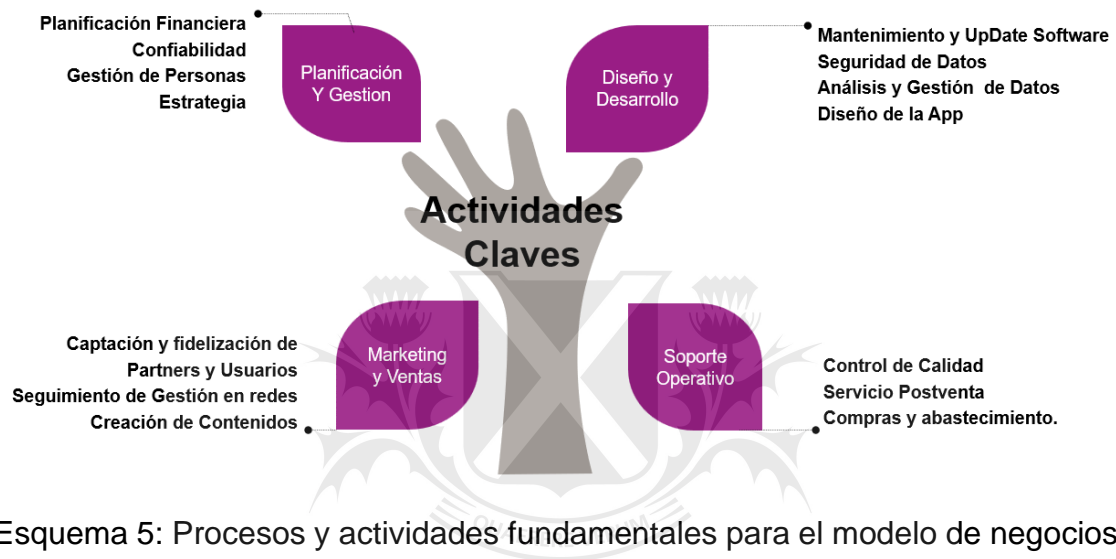 Planificación Financiera
Confiabilidad
Gestión de Personas
Estrategia
Planificación
Y Gestion
Diseño y
Desarrollo
Mantenimiento y UpDate Software
Seguridad de Datos
Análisis y Gestión de Datos
Diseño de la App
Actividades
Claves
Captación y fidelización de
Partners y Usuarios
Seguimiento de Gestión en redes
Creación de Contenidos
Marketing
y Ventas
Soporte
Operativo
Control de Calidad
Servicio Postventa
Compras y abastecimiento.
Esquema 5: Procesos y actividades fundamentales para el modelo de negocios